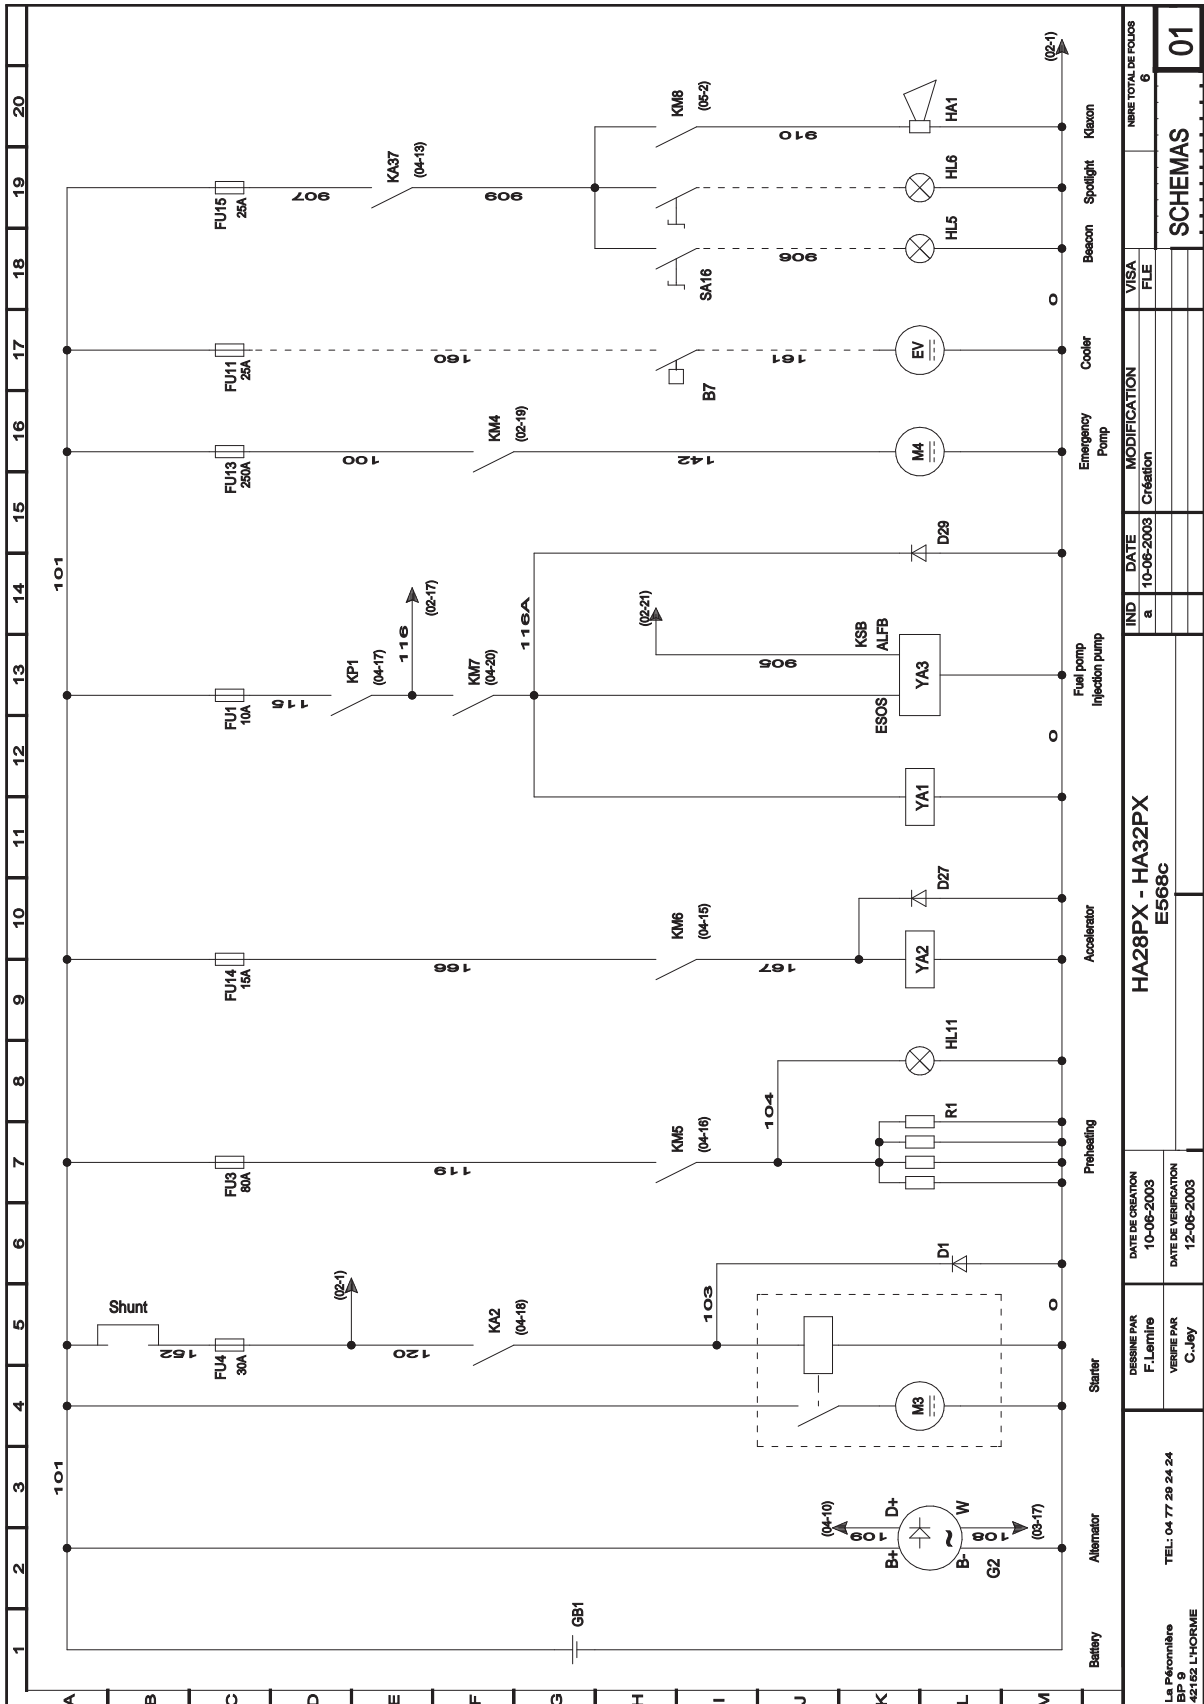 1 2 3 4 5 6 7 8 9 10 11 12 13 14 15 16 17 18 19 20
A
B
C
D
E
F
G
H
I
J
K
L
M
101
101
GB1
Battery
B+
D+
109
(04-10)
B-
W
108
(03-17)
G2
Alternator
Shunt
152
FU4
30A
(02-1)
120
KA2
(04-18)
103
D1
M3
Starter
0
FU3
80A
119
KM5
(04-16)
104
R1
HL11
Preheating
FU14
15A
166
KM6
(04-15)
167
YA2
D27
Accelerator
FU1
10A
115
KP1
(04-17)
116
(02-17)
KM7
(04-20)
116A
(02-21)
905
ESOS
KSB
ALFB
YA1
YA3
D29
0
Fuel pomp
Injection pump
FU13
250A
100
KM4
(02-19)
142
M4
Emergency
Pomp
FU11
25A
160
B7
161
EV
Cooler
0
FU15
25A
907
KA37
(04-13)
909
SA16
906
HL5
Beacon
HL6
Spotlight
KM8
(05-2)
910
HA1
Klaxon
(02-1)
La Péronnière
BP 9
42152 L'HORME
TEL: 04 77 29 24 24
DESSINE PAR
F.Lemire
VERIFIE PAR
C.Jey
DATE DE CREATION
10-06-2003
DATE DE VERIFICATION
12-06-2003
HA28PX - HA32PX
E568c
IND DATE MODIFICATION VISA
a 10-06-2003 Création FLE
NBRE TOTAL DE FOLIOS
6
SCHEMAS
01